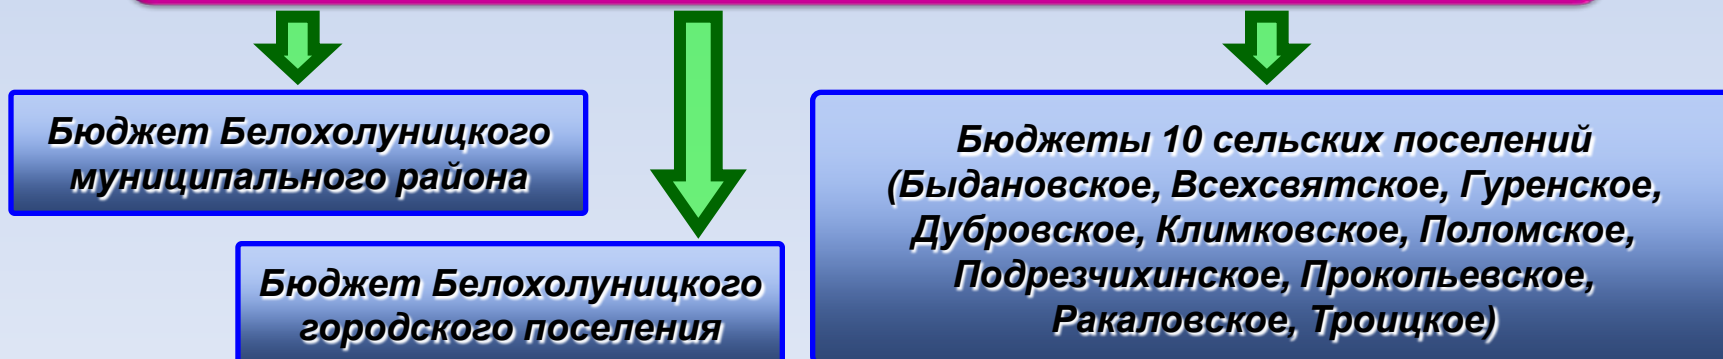 Бюджет Белохолуницкого
муниципального района
Бюджет Белохолуницкого
городского поселения
Бюджеты 10 сельских поселений
(Быдановское, Всехсвятское, Гуренское,
Дубровское, Климковское, Поломское,
Подрезчихинское, Прокопьевское,
Ракаловское, Троицкое)